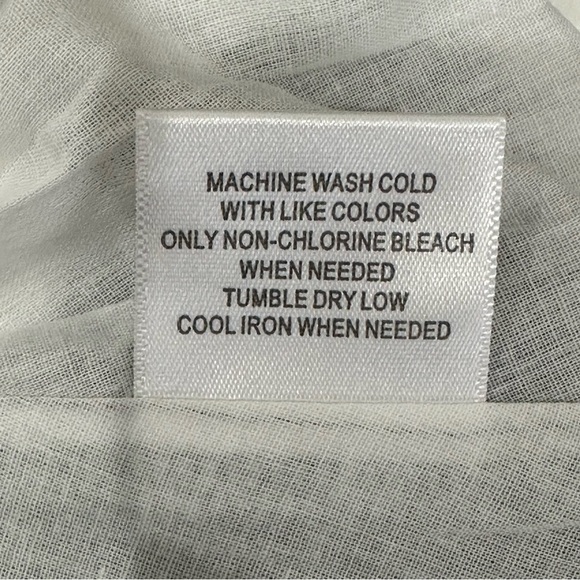 MACHINE WASH COLD
WITH LIKE COLORS
ONLY NON-CHLORINE BLEACH
WHEN NEEDED
TUMBLE DRY LOW
COOL IRON WHEN NEEDED